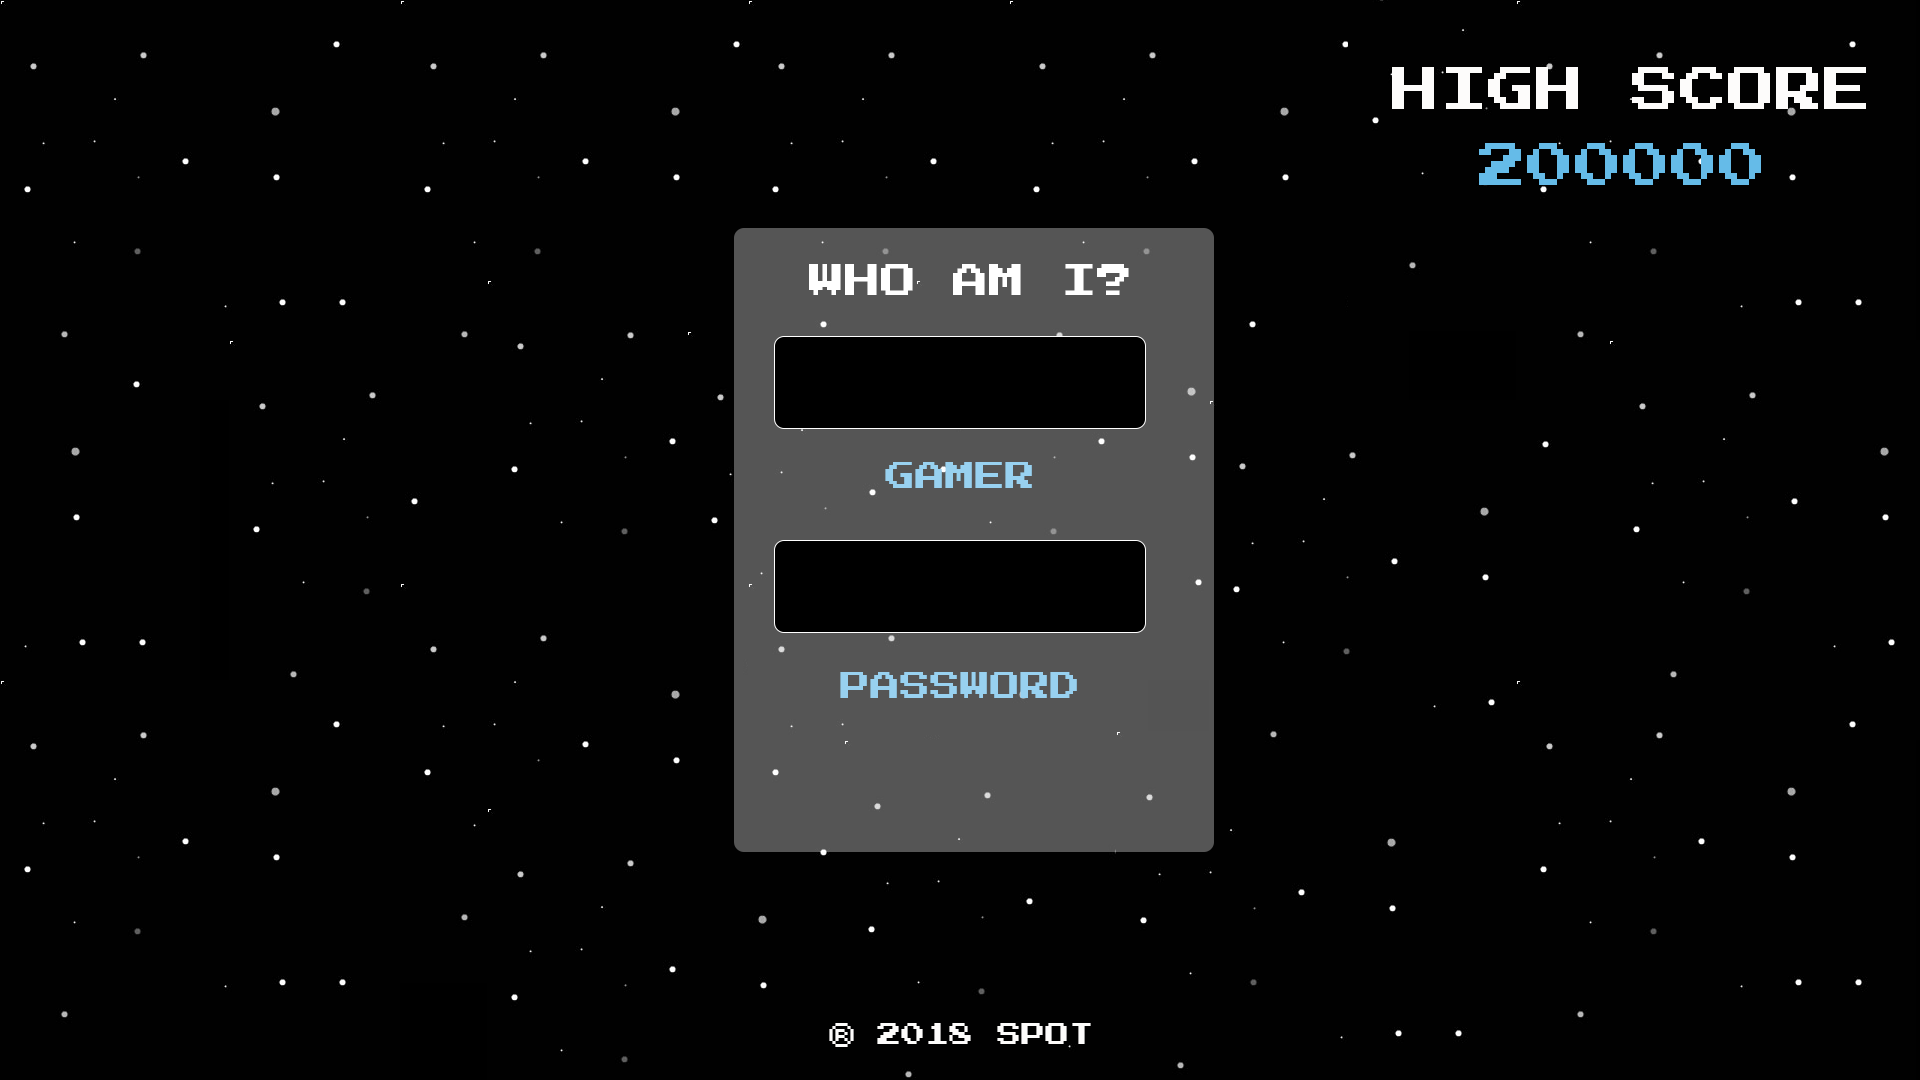 HIGH SCORE
200000
WHO AM I?
GAMER
PASSWORD
® 2018 SPOT